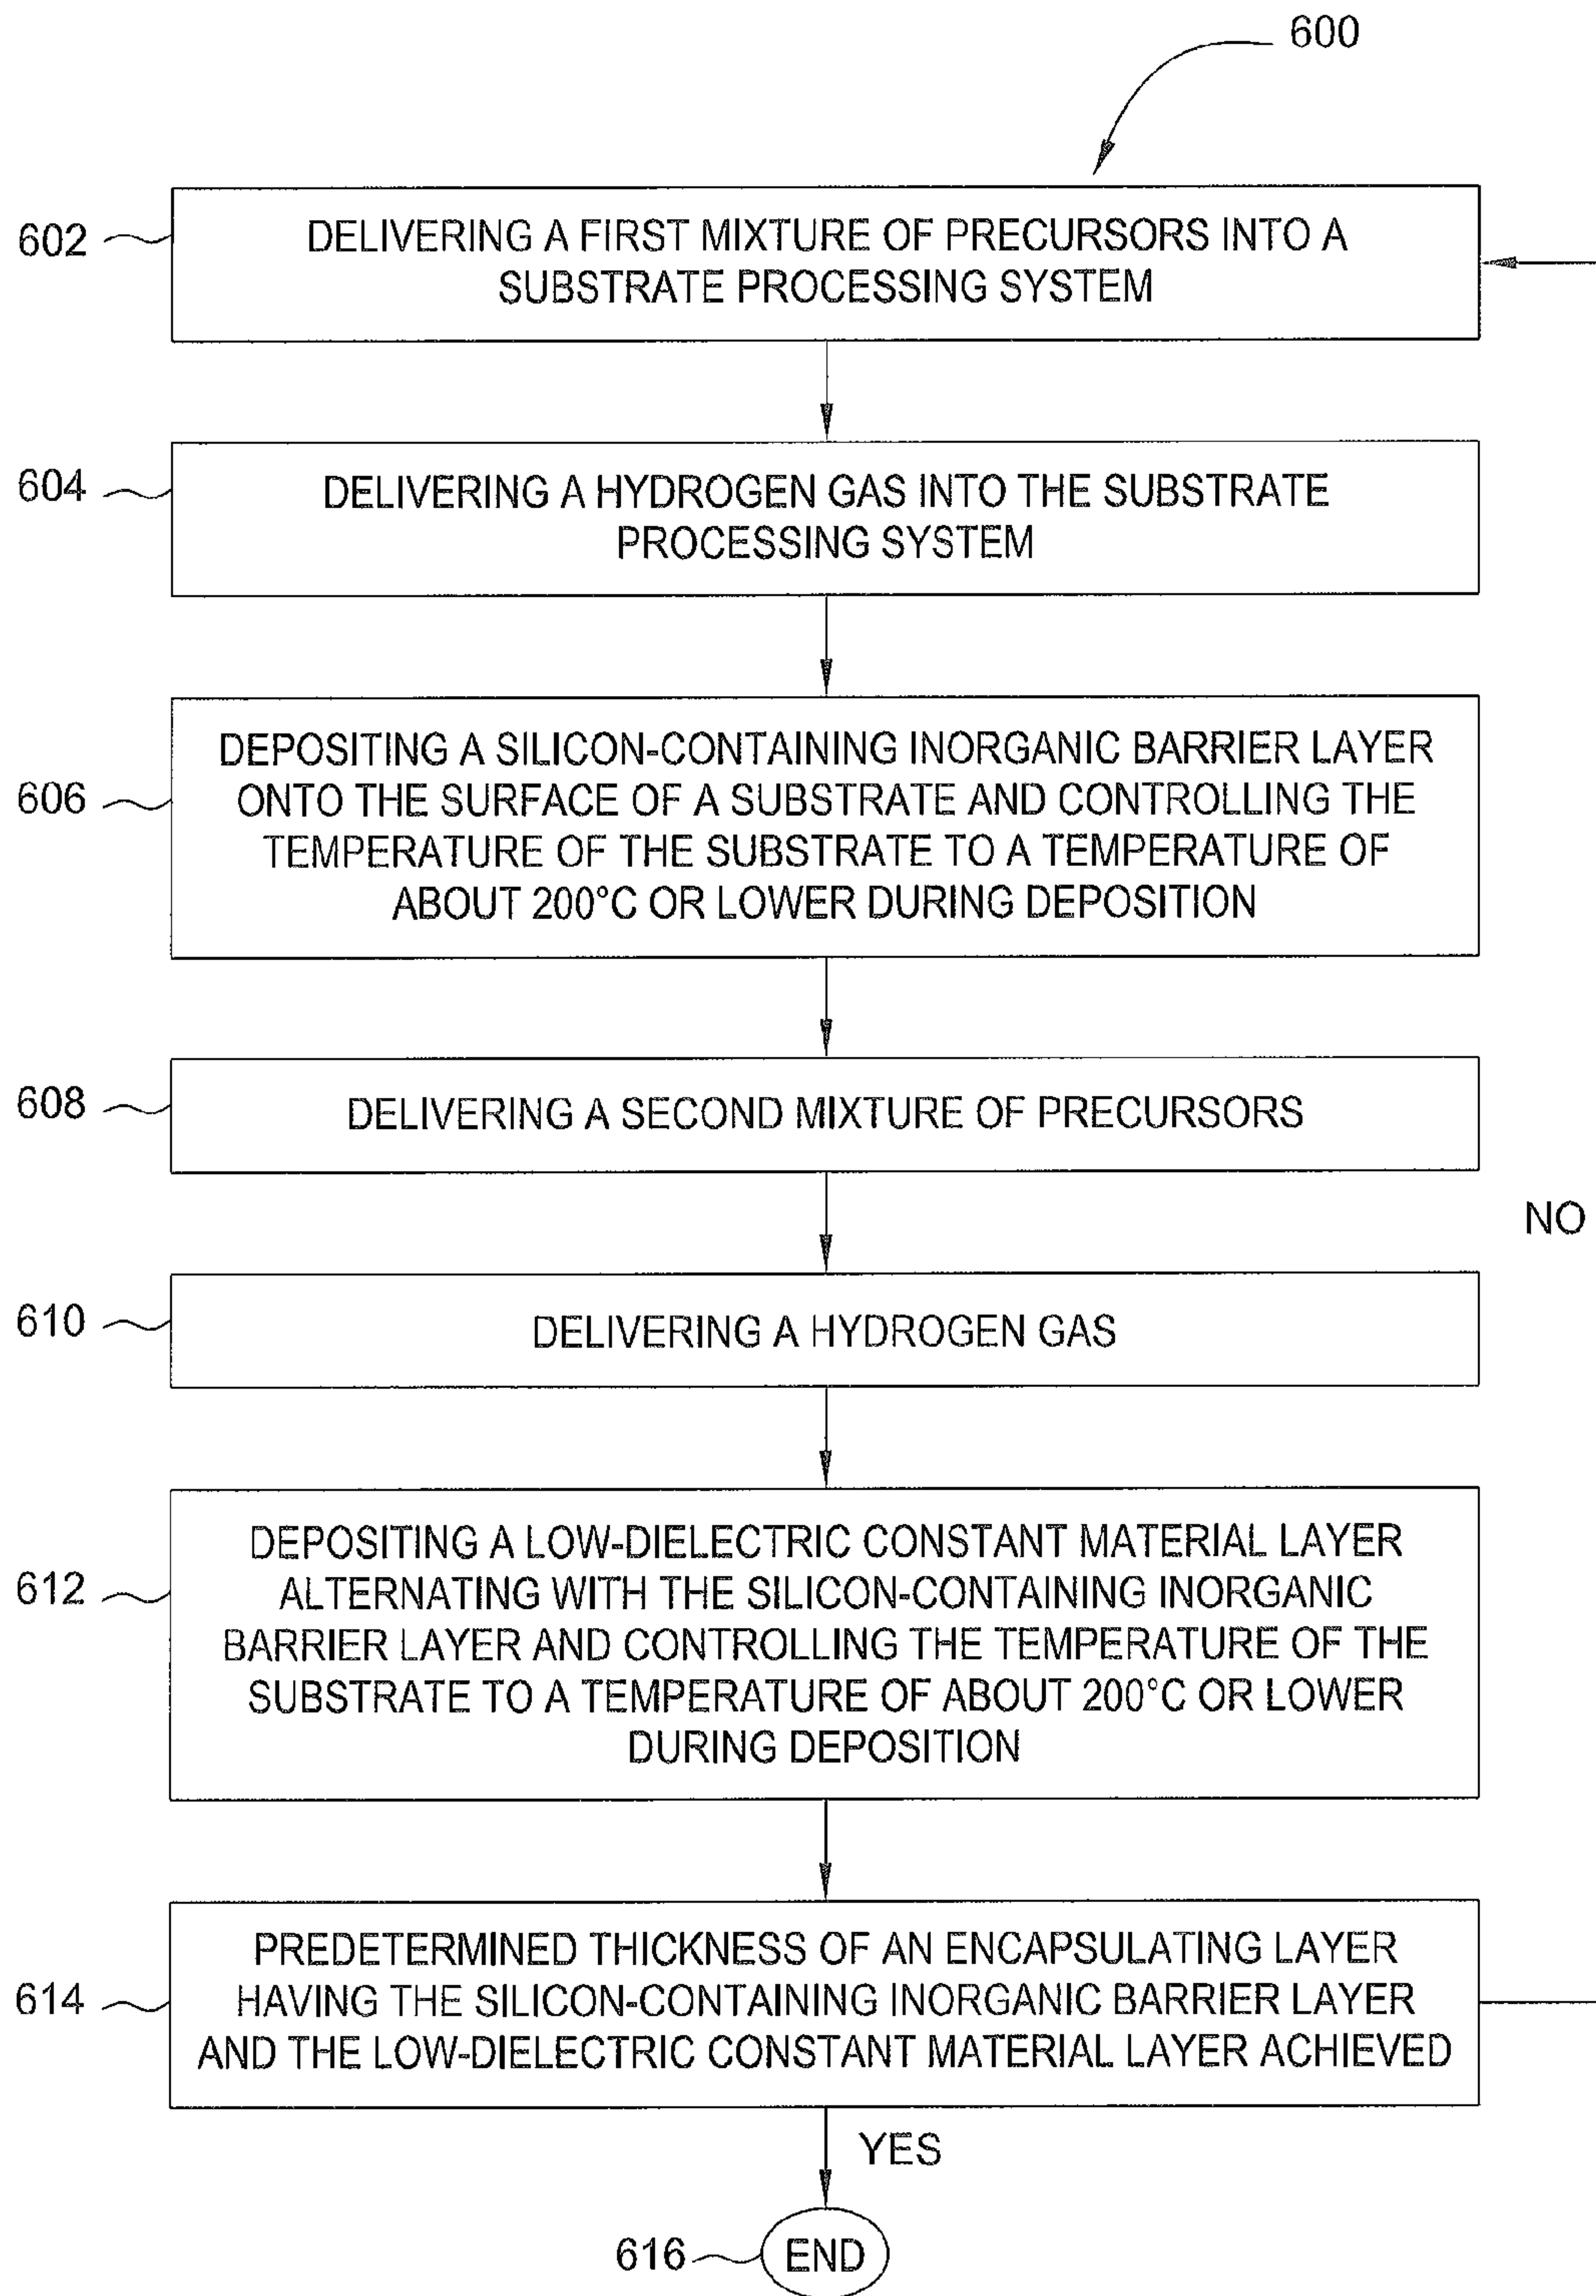 600
602
DELIVERING A FIRST MIXTURE OF PRECURSORS INTO A
SUBSTRATE PROCESSING SYSTEM
604
DELIVERING A HYDROGEN GAS INTO THE SUBSTRATE
PROCESSING SYSTEM
606
DEPOSITING A SILICON-CONTAINING INORGANIC BARRIER LAYER
ONTO THE SURFACE OF A SUBSTRATE AND CONTROLLING THE
TEMPERATURE OF THE SUBSTRATE TO A TEMPERATURE OF
ABOUT 200°C OR LOWER DURING DEPOSITION
608
DELIVERING A SECOND MIXTURE OF PRECURSORS
NO
610
DELIVERING A HYDROGEN GAS
612
DEPOSITING A LOW-DIELECTRIC CONSTANT MATERIAL LAYER
ALTERNATING WITH THE SILICON-CONTAINING INORGANIC
BARRIER LAYER AND CONTROLLING THE TEMPERATURE OF THE
SUBSTRATE TO A TEMPERATURE OF ABOUT 200°C OR LOWER
DURING DEPOSITION
614
PREDETERMINED THICKNESS OF AN ENCAPSULATING LAYER
HAVING THE SILICON-CONTAINING INORGANIC BARRIER LAYER
AND THE LOW-DIELECTRIC CONSTANT MATERIAL LAYER ACHIEVED
YES
616
END